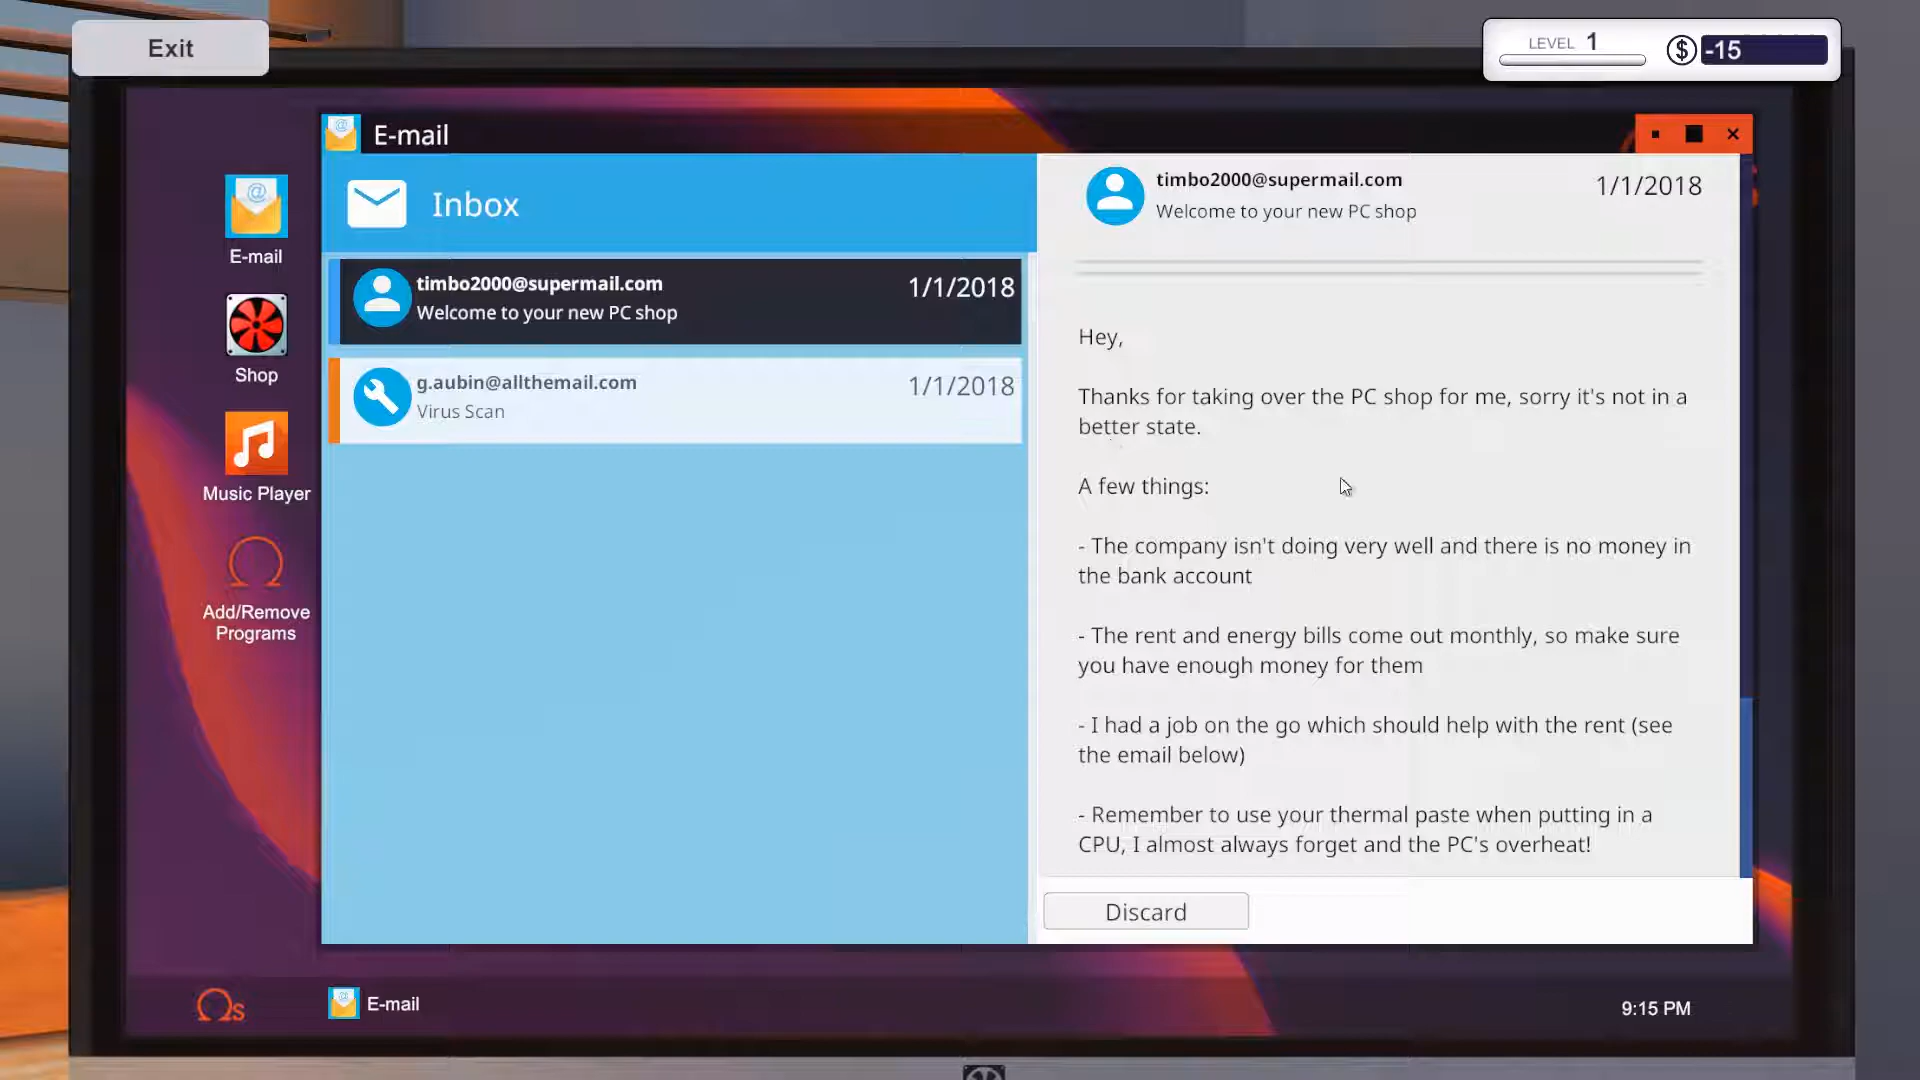 Exit
LEVEL 1
$ -15
E-mail
E-mail
Shop
Music Player
Add/Remove
Programs
Inbox
timbo2000@supermail.com
1/1/2018
Welcome to your new PC shop
g.aubin@allthemail.com
1/1/2018
Virus Scan
timbo2000@supermail.com
1/1/2018
Welcome to your new PC shop
Hey,
Thanks for taking over the PC shop for me, sorry it's not in a
better state.
A few things:
- The company isn't doing very well and there is no money in
the bank account
- The rent and energy bills come out monthly, so make sure
you have enough money for them
- I had a job on the go which should help with the rent (see
the email below)
- Remember to use your thermal paste when putting in a
CPU, I almost always forget and the PC's overheat!
Discard
Ωs
E-mail
9:15 PM